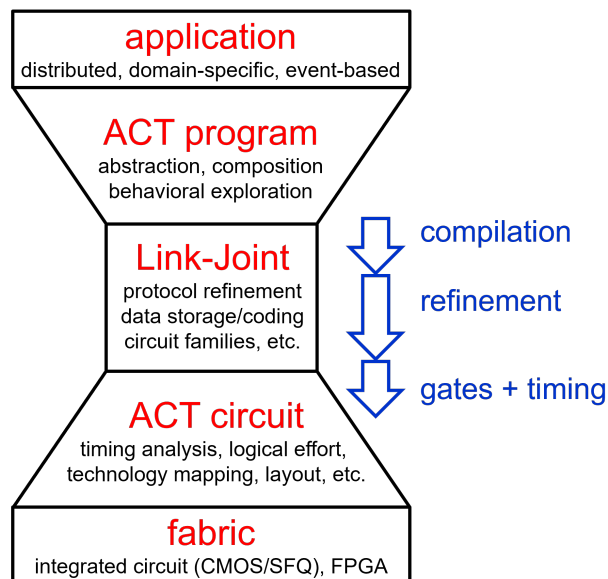 application
distributed, domain-specific, event-based
ACT program
abstraction, composition
behavioral exploration
compilation
Link-Joint
protocol refinement
data storage/coding
circuit families, etc.
refinement
gates + timing
ACT circuit
timing analysis, logical effort,
technology mapping, layout, etc.
fabric
integrated circuit (CMOS/SFQ), FPGA